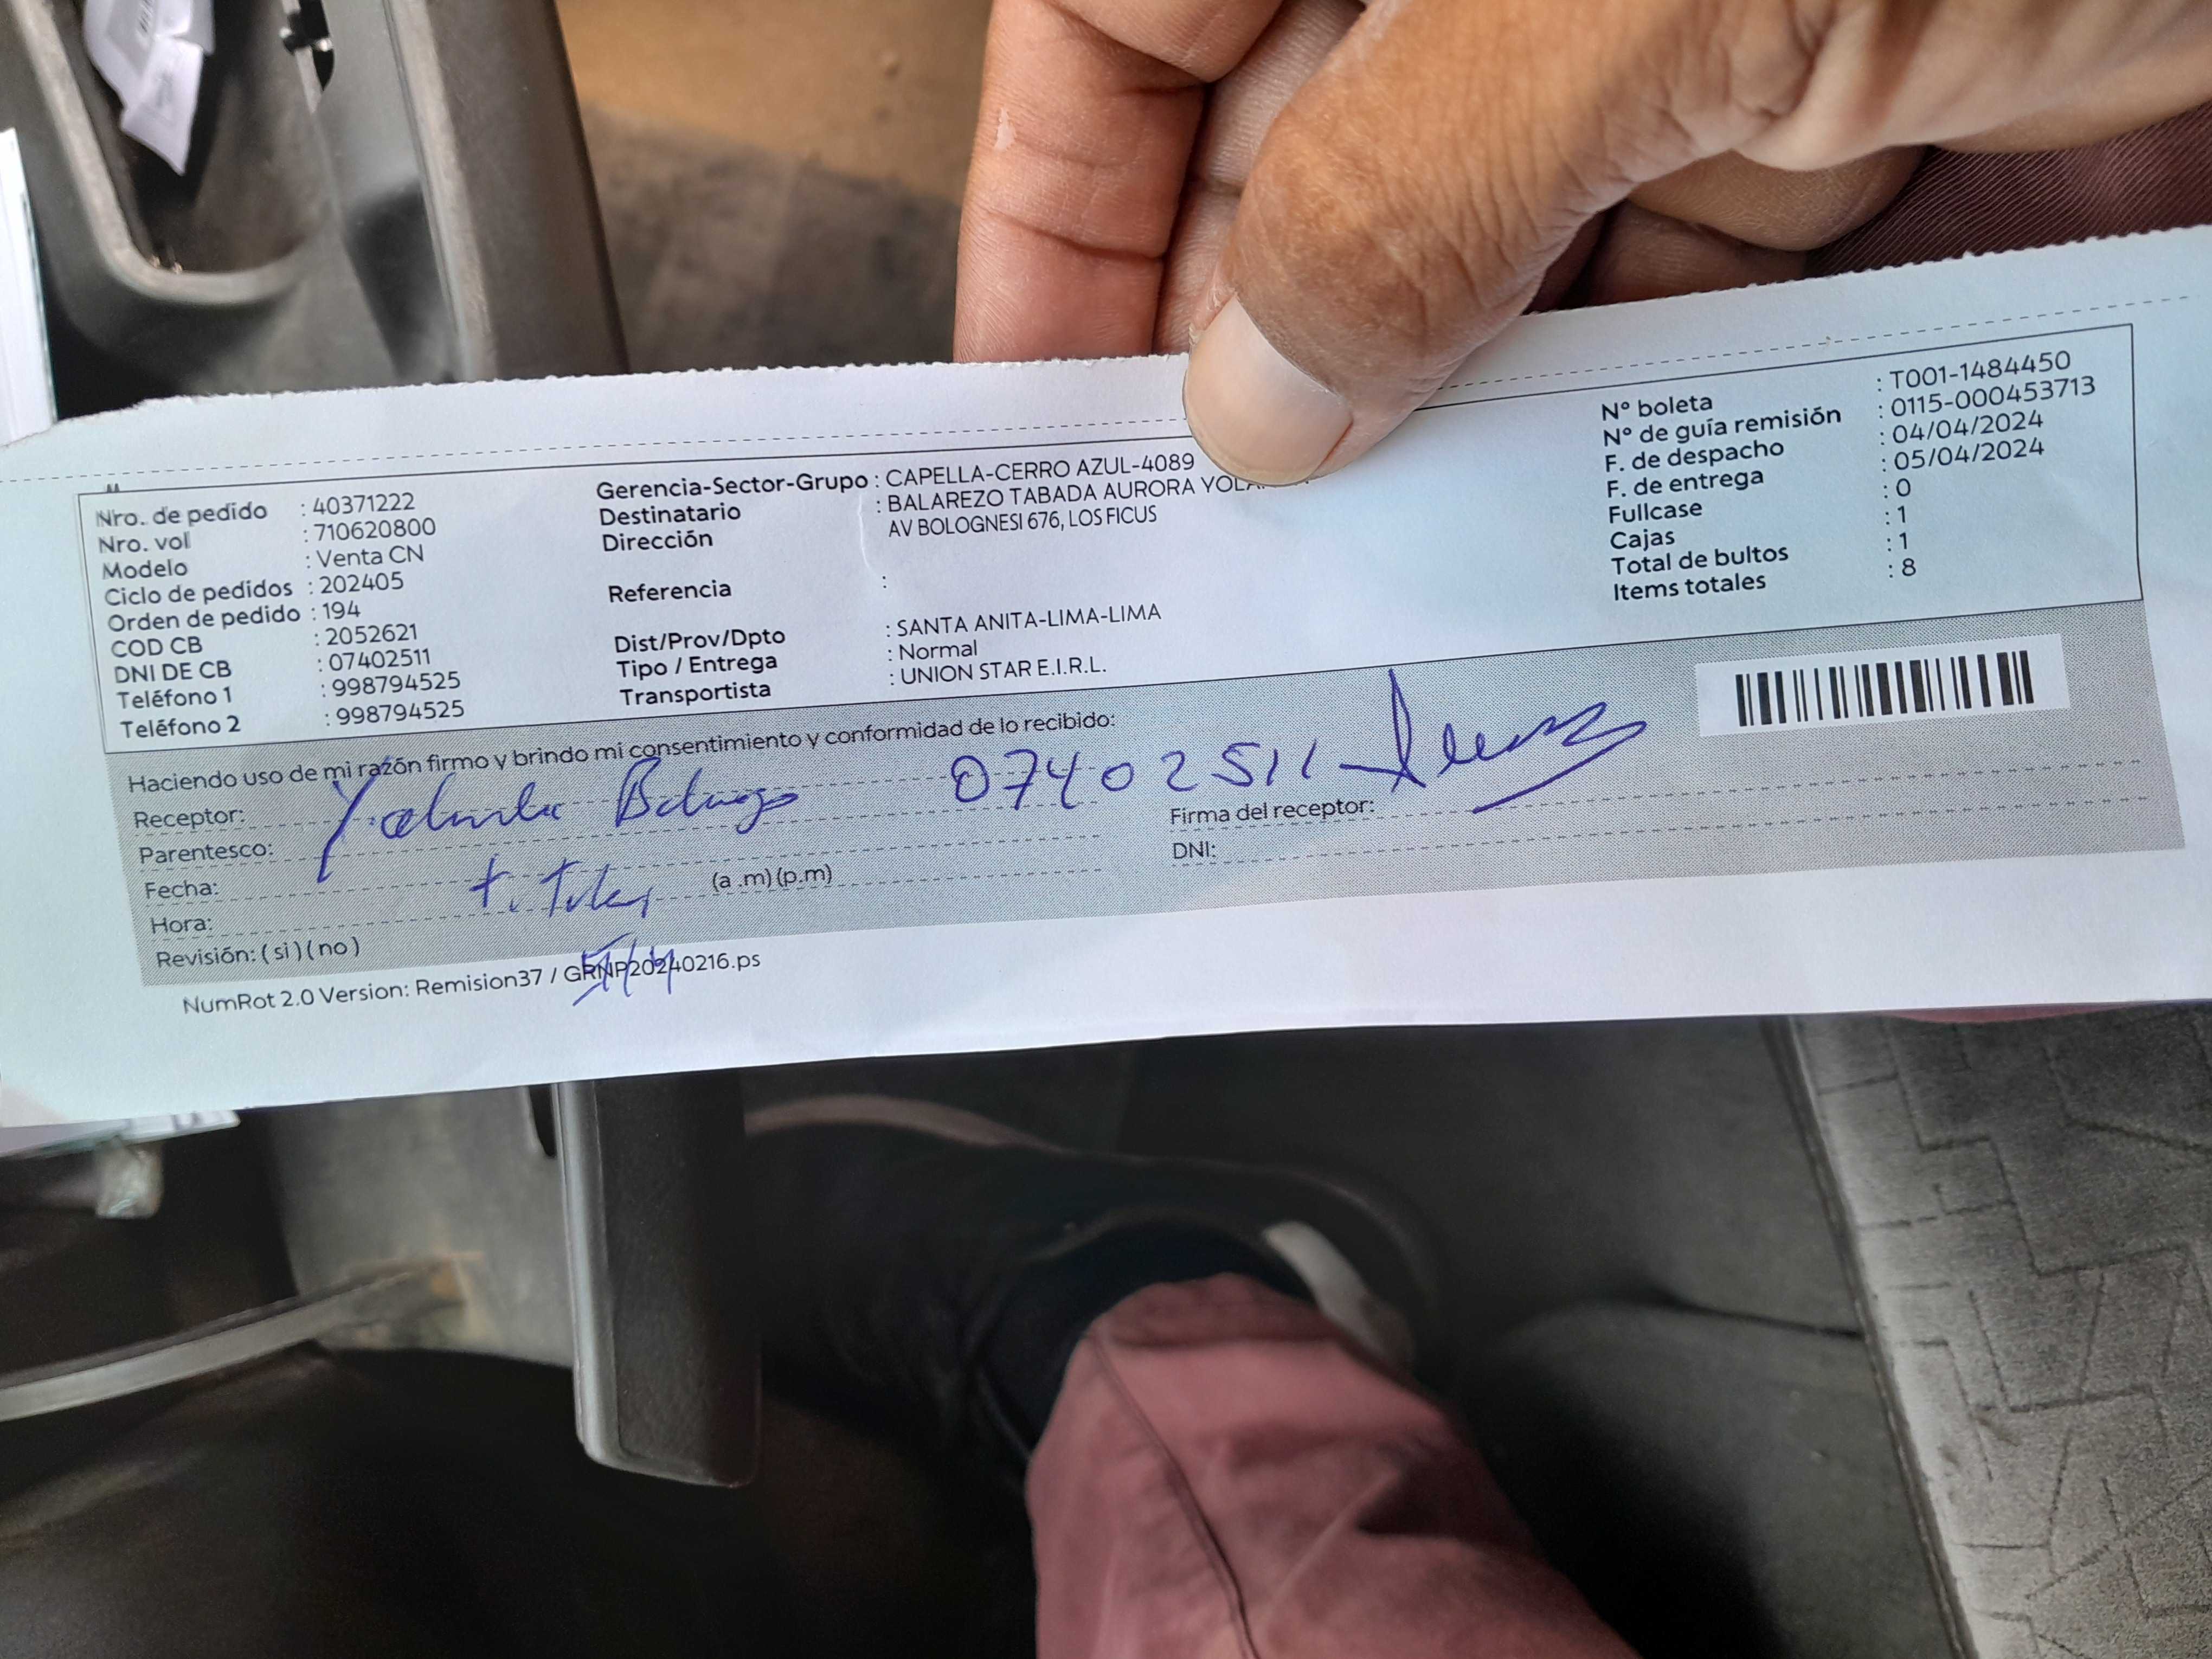 Nro. de pedido : 40371222
Nro. vol : 710620800
Modelo : Venta CN
Ciclo de pedidos : 202405
Orden de pedido : 194
COD CB : 2052621
DNI DE CB : 07402511
Teléfono 1 : 998794525
Teléfono 2 : 998794525
Gerencia-Sector-Grupo : CAPELLA-CERRO AZUL-4089
Destinatario : BALAREZO TABADA AURORA
Dirección AV BOLOGNESI 676, LOS FICUS
Referencia :
Dist/Prov/Dpto : SANTA ANITA-LIMA-LIMA
Tipo / Entrega : Normal
Transportista : UNION STAR E.I.R.L.
Nº boleta : T001-1484450
Nº de guía remisión : 0115-000453713
F. de despacho : 04/04/2024
F. de entrega : 05/04/2024
Fullcase : 0
Cajas : 1
Total de bultos : 1
Items totales : 8
Haciendo uso de mi razón firmo y brindo mi consentimiento y conformidad de lo recibido:
Receptor: 07402511
Parentesco:
Fecha:
Hora: (a .m) (p.m)
Revisión: ( si ) ( no )
Firma del receptor:
DNI:
5/4
NumRot 2.0 Version: Remision37 / GRNP20240216.ps